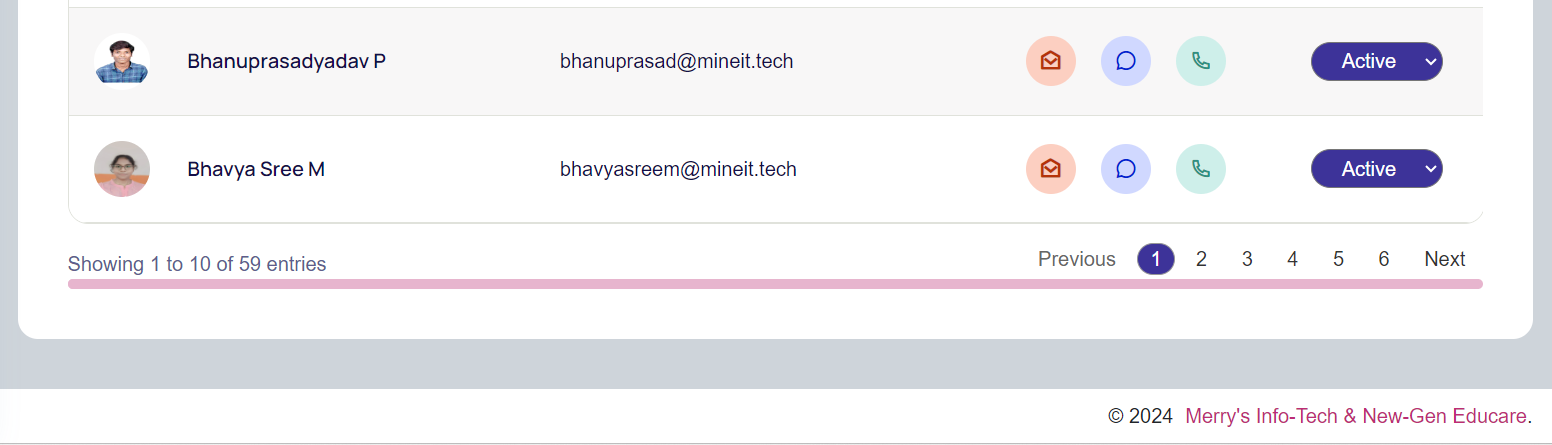 Bhanuprasadyadav P bhanuprasad@mineit.tech Active
Bhavya Sree M bhavyasreem@mineit.tech Active
Showing 1 to 10 of 59 entries Previous 1 2 3 4 5 6 Next
© 2024 Merry's Info-Tech & New-Gen Educare.